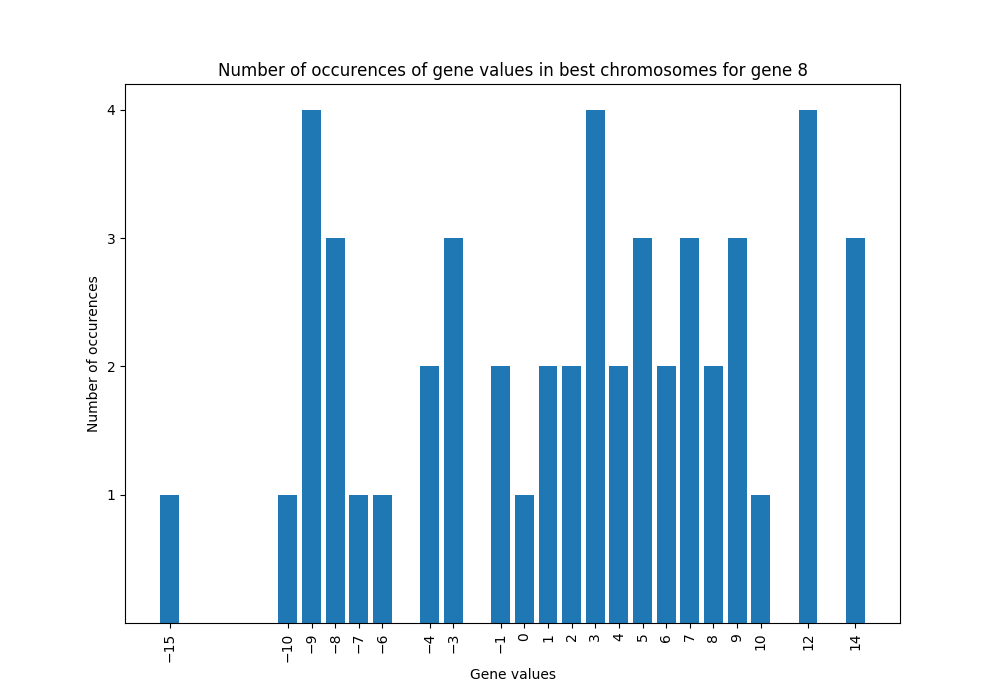 Number of occurences of gene values in best chromosomes for gene 8
4
3
2
1
Number of occurences
−15 −10 −9 −8 −7 −6 −4 −3 −1 0 1 2 3 4 5 6 7 8 9 10 12 14
Gene values